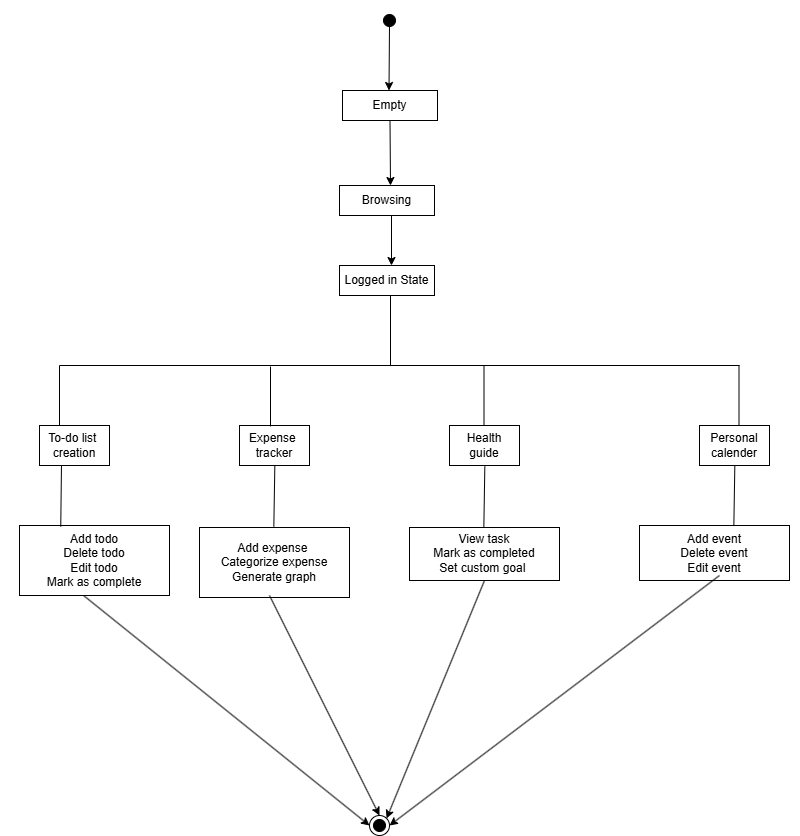 Empty
Browsing
Logged in State
To-do list
creation
Expense
tracker
Health
guide
Personal
calender
Add todo
Delete todo
Edit todo
Mark as complete
Add expense
Categorize expense
Generate graph
View task
Mark as completed
Set custom goal
Add event
Delete event
Edit event